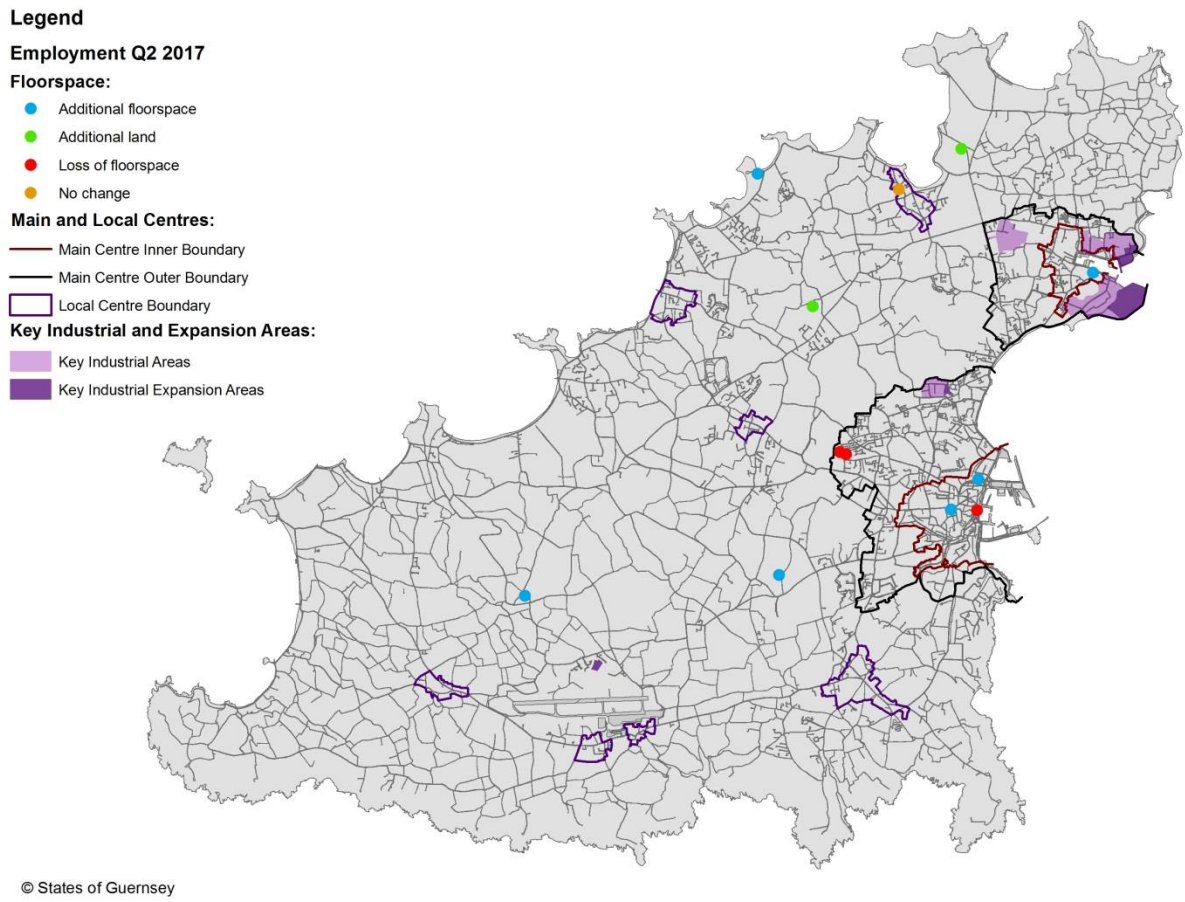 Legend
Employment Q2 2017
Floorspace:
Additional floorspace
Additional land
Loss of floorspace
No change
Main and Local Centres:
Main Centre Inner Boundary
Main Centre Outer Boundary
Local Centre Boundary
Key Industrial and Expansion Areas:
Key Industrial Areas
Key Industrial Expansion Areas
© States of Guernsey